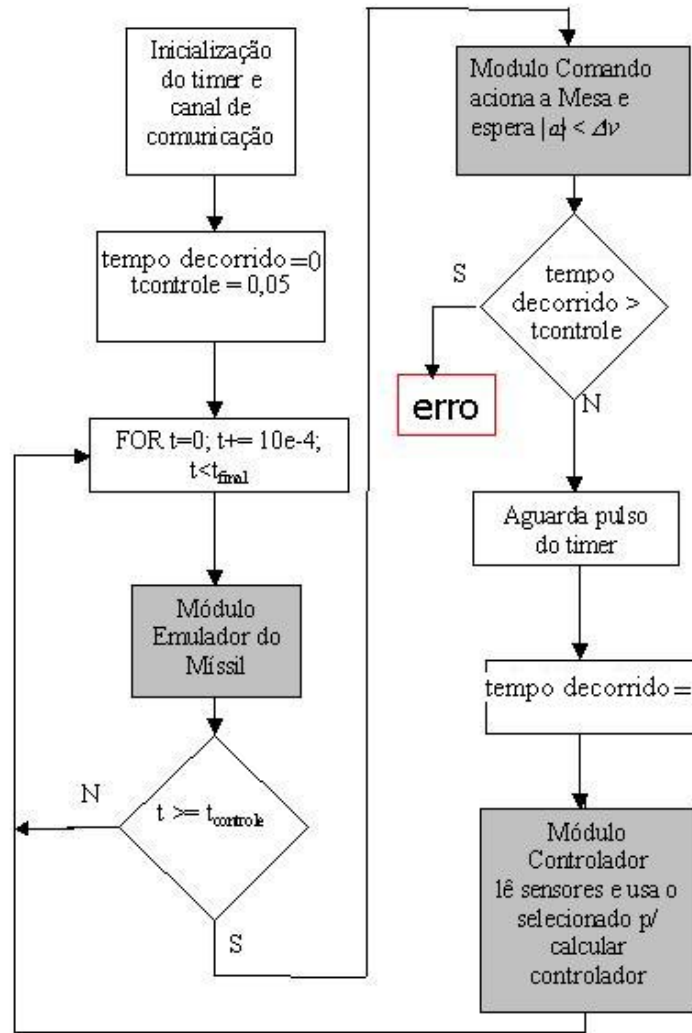 Inicialização
do timer e
canal de
comunicação
tempo decorrido =0
tcontrole = 0,05
FOR t=0; t+= 10e-4;
t<tfinal
Módulo
Emulador do
Míssil
t >= tcontrole
N
S
Modulo Comando
aciona a Mesa e
espera |a| < Δv
tempo
decorrido >
tcontrole
S
erro
N
Aguarda pulso
do timer
tempo decorrido =
Módulo
Controlador
lê sensores e usa o
selecionado p/
calcular
controlador